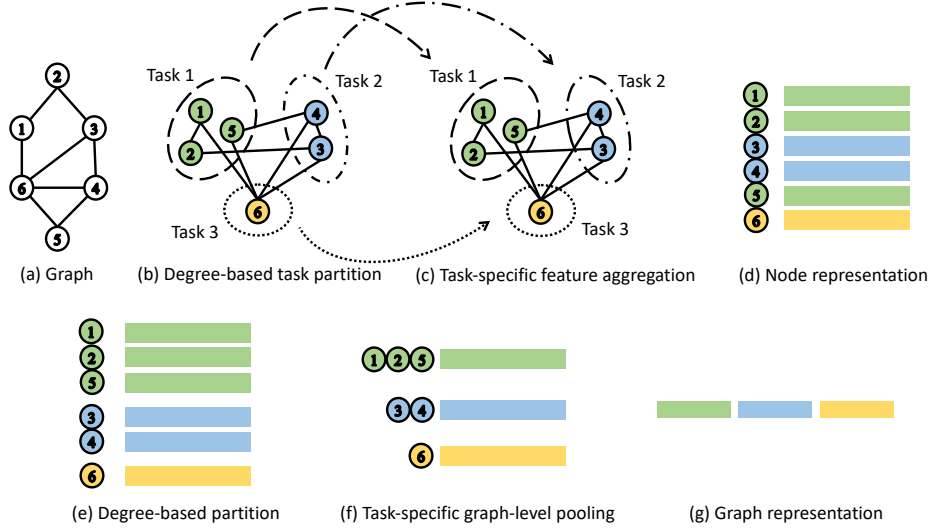 2
1
3
6
4
5
(a) Graph
Task 1
Task 2
1
4
5
2
3
6
Task 3
(b) Degree-based task partition
Task 1
Task 2
1
4
5
2
3
6
Task 3
(c) Task-specific feature aggregation
1
2
3
4
5
6
(d) Node representation
1
2
5
3
4
6
(e) Degree-based partition
1 2 5
3 4
6
(f) Task-specific graph-level pooling
(g) Graph representation